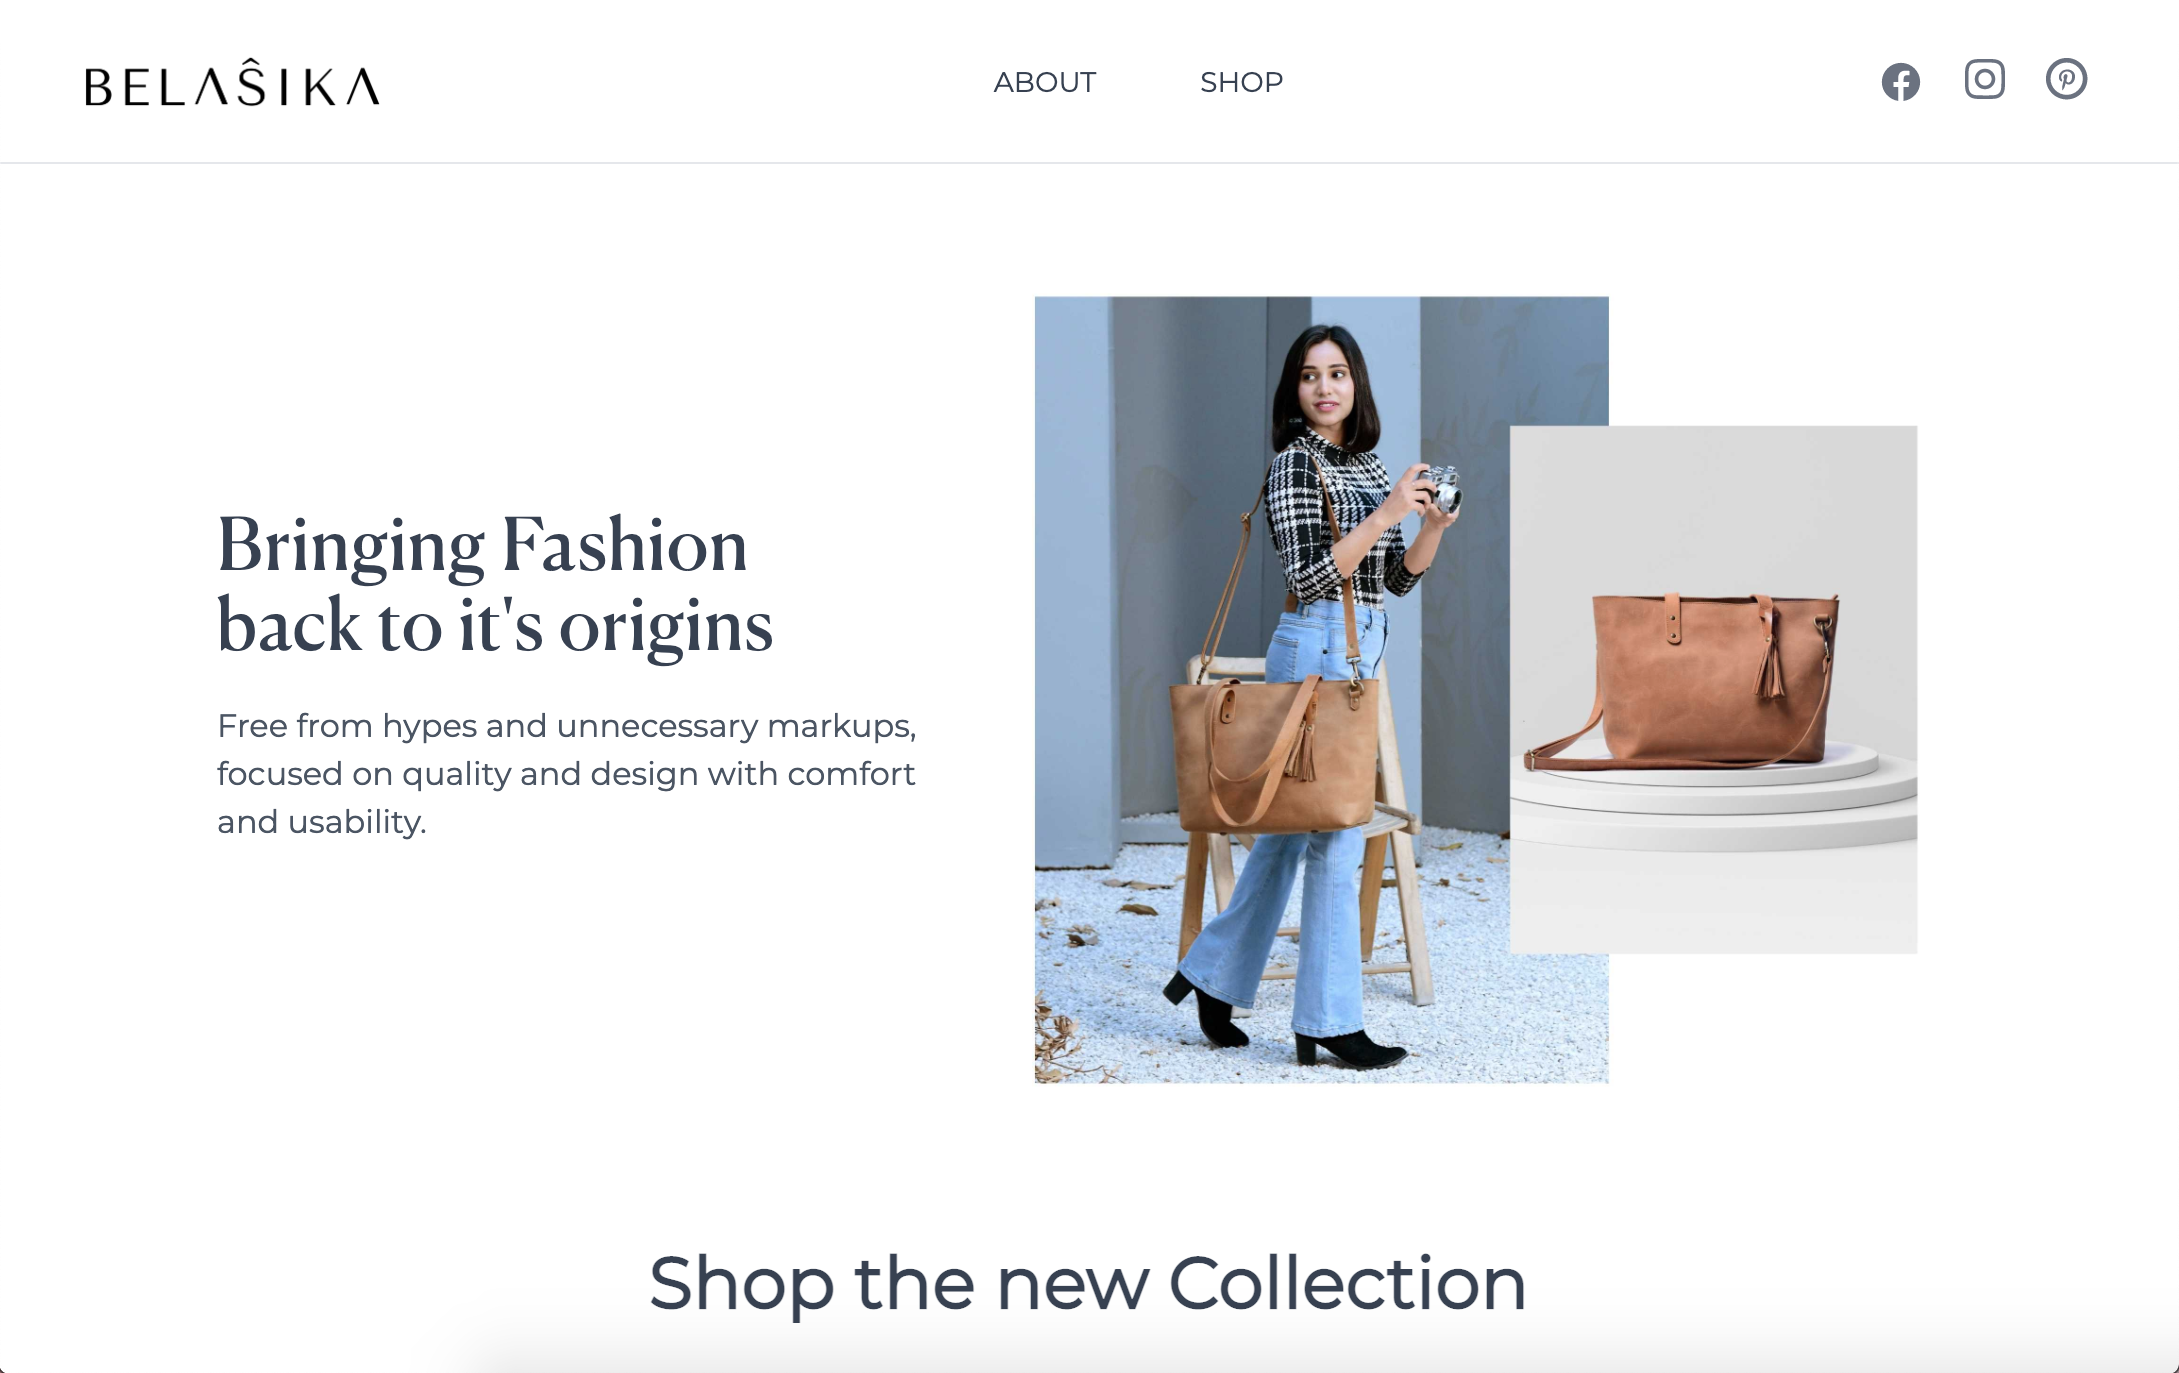 BELAŜIKA
ABOUT
SHOP
Bringing Fashion
back to it's origins
Free from hypes and unnecessary markups,
focused on quality and design with comfort
and usability.
Shop the new Collection